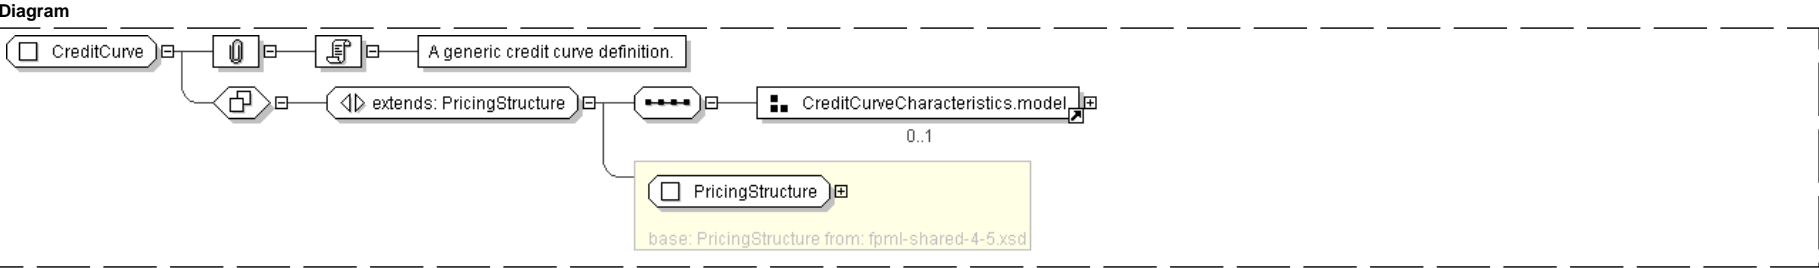 Diagram
CreditCurve
A generic credit curve definition.
extends: PricingStructure
CreditCurveCharacteristics.model
0..1
PricingStructure
base: PricingStructure from: fpml-shared-4-5.xsd